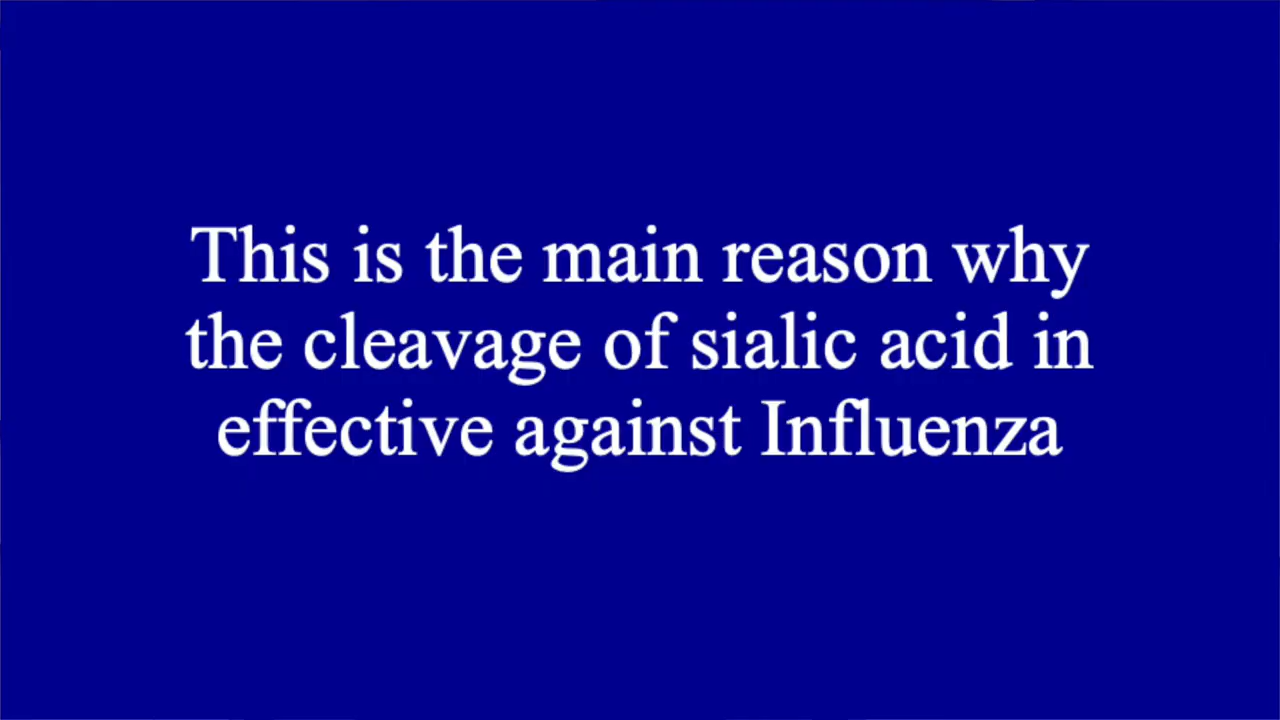 This is the main reason why
the cleavage of sialic acid in
effective against Influenza